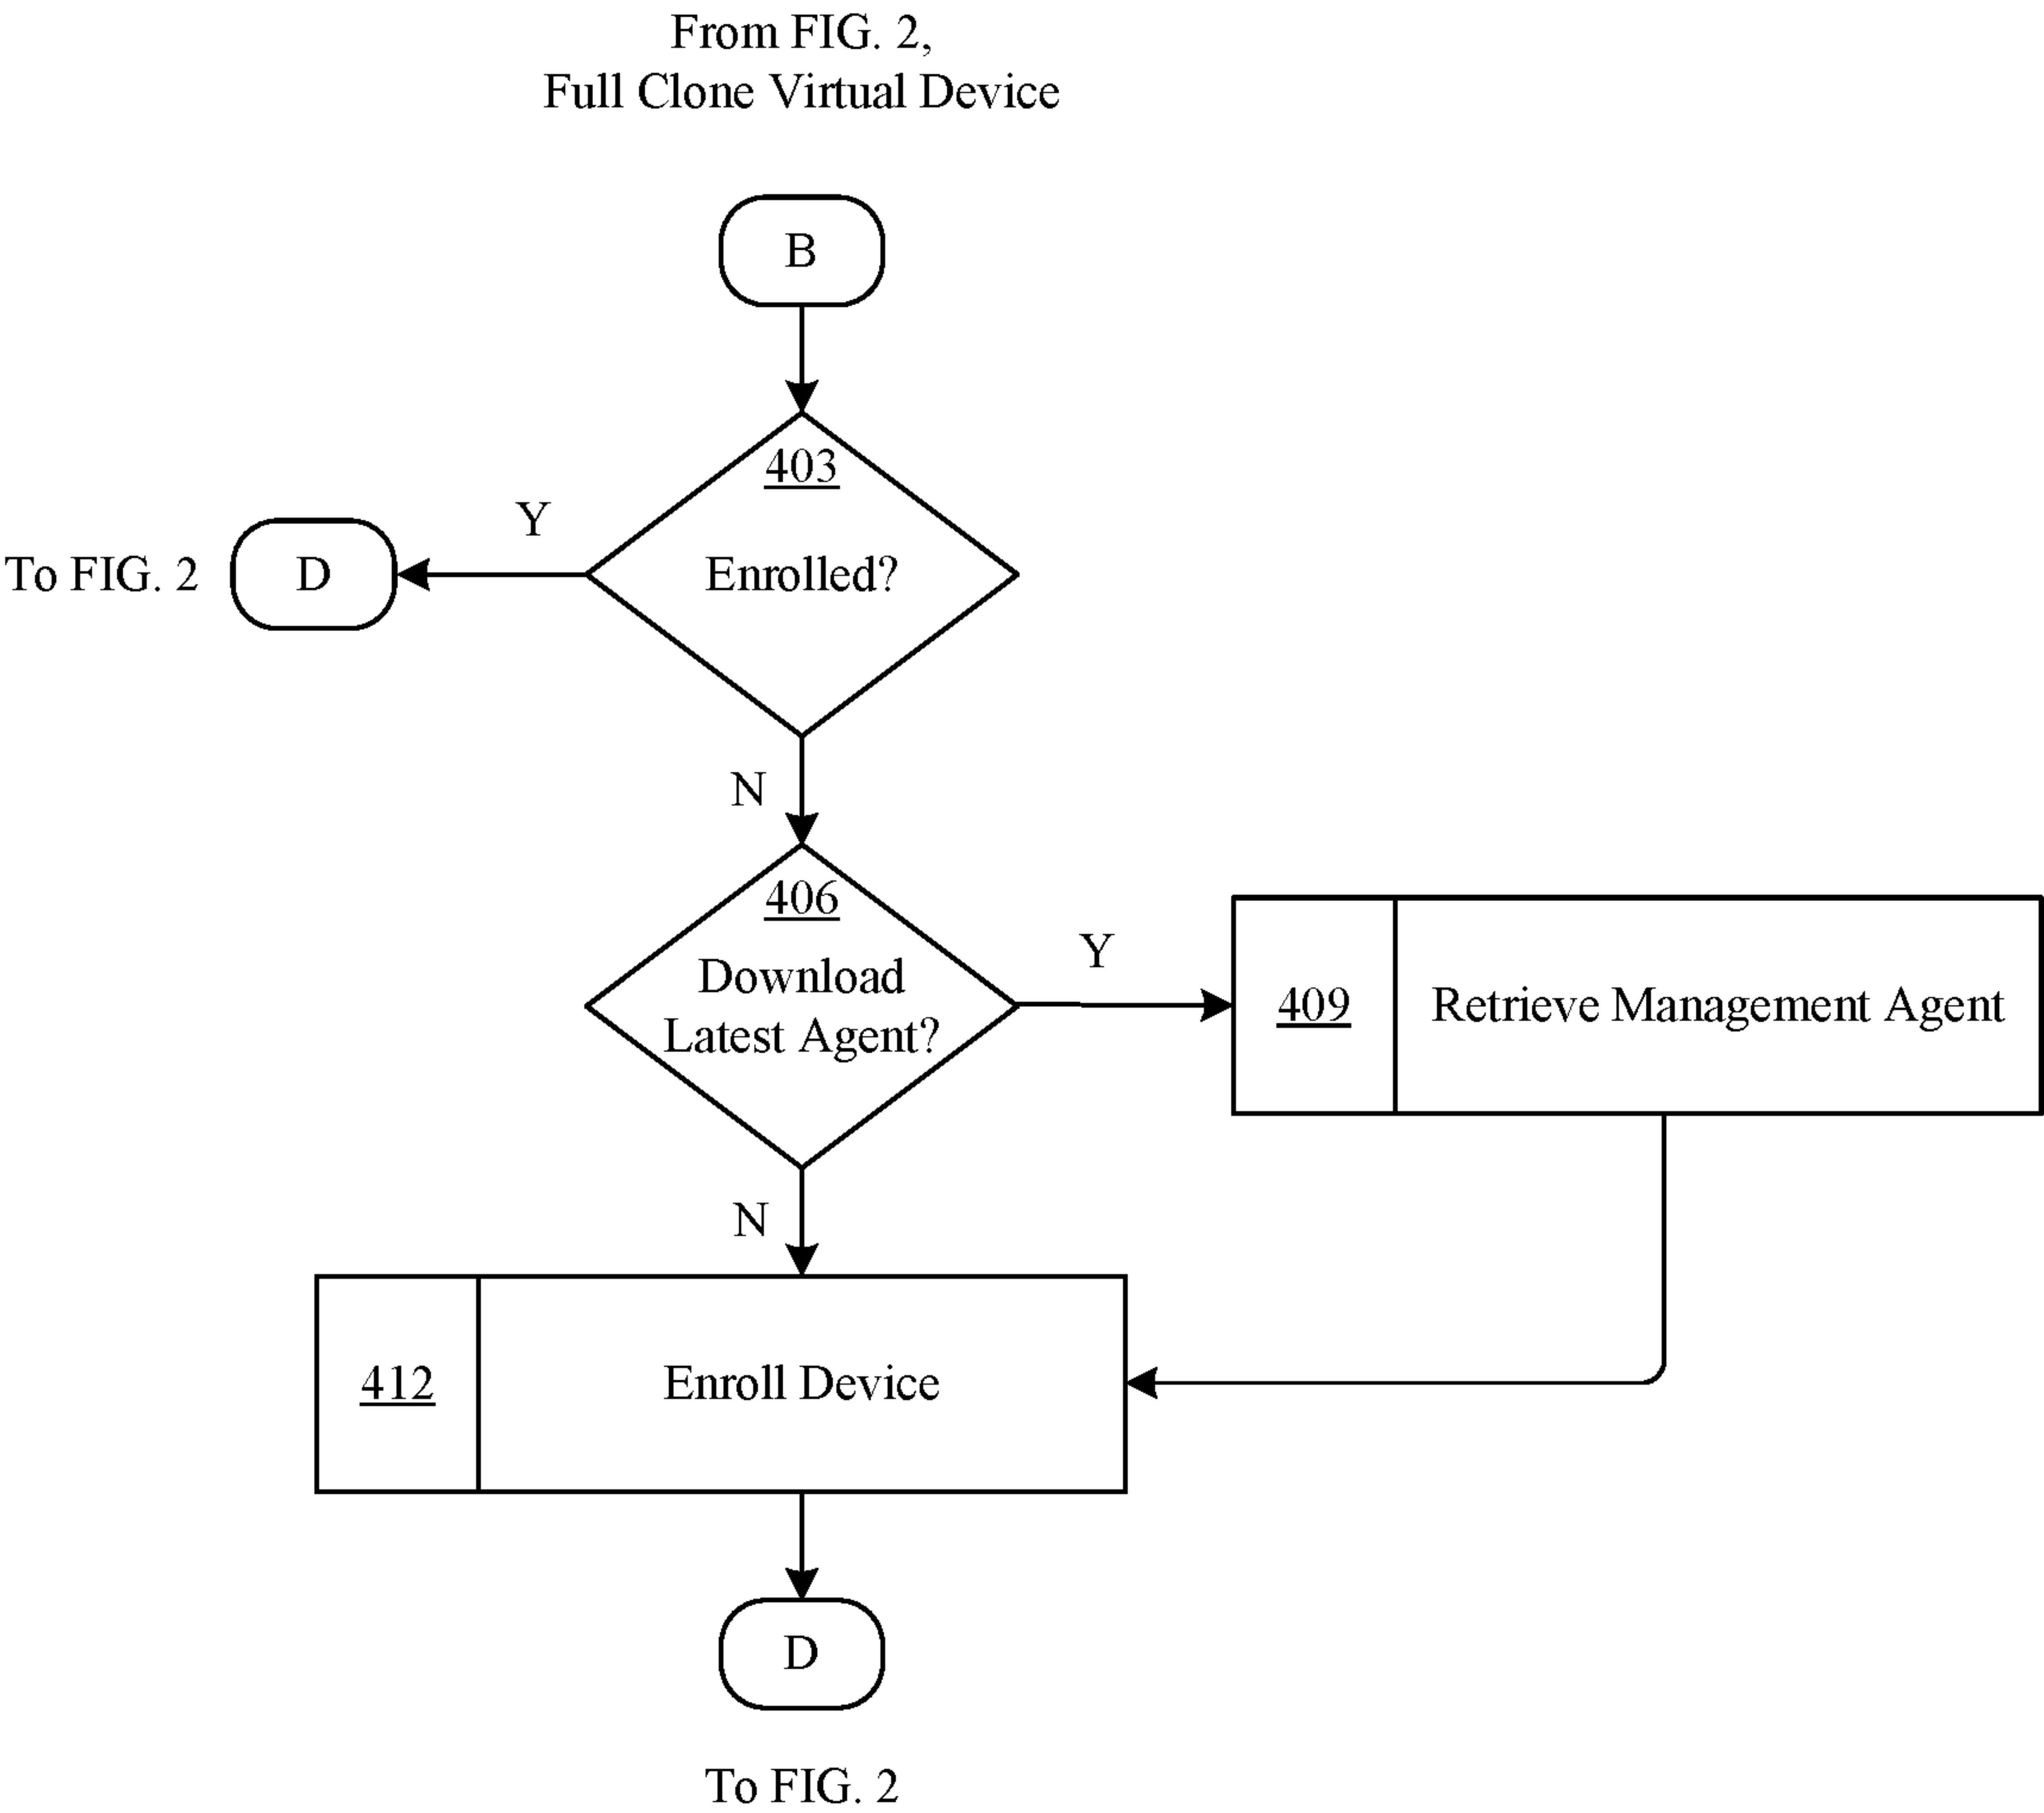 From FIG. 2,
Full Clone Virtual Device
B
403
Y
Enrolled?
To FIG. 2
D
N
406
Download
Latest Agent?
Y
409
Retrieve Management Agent
N
412
Enroll Device
D
To FIG. 2